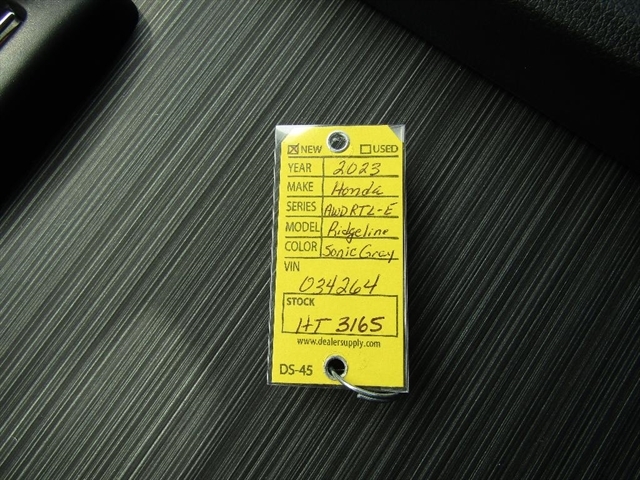 ☒ NEW ☐ USED
YEAR 2023
MAKE Honda
SERIES AWD RTL-E
MODEL Ridgeline
COLOR Sonic Gray
VIN
034264
STOCK
HT 3165
www.dealersupply.com
DS-45